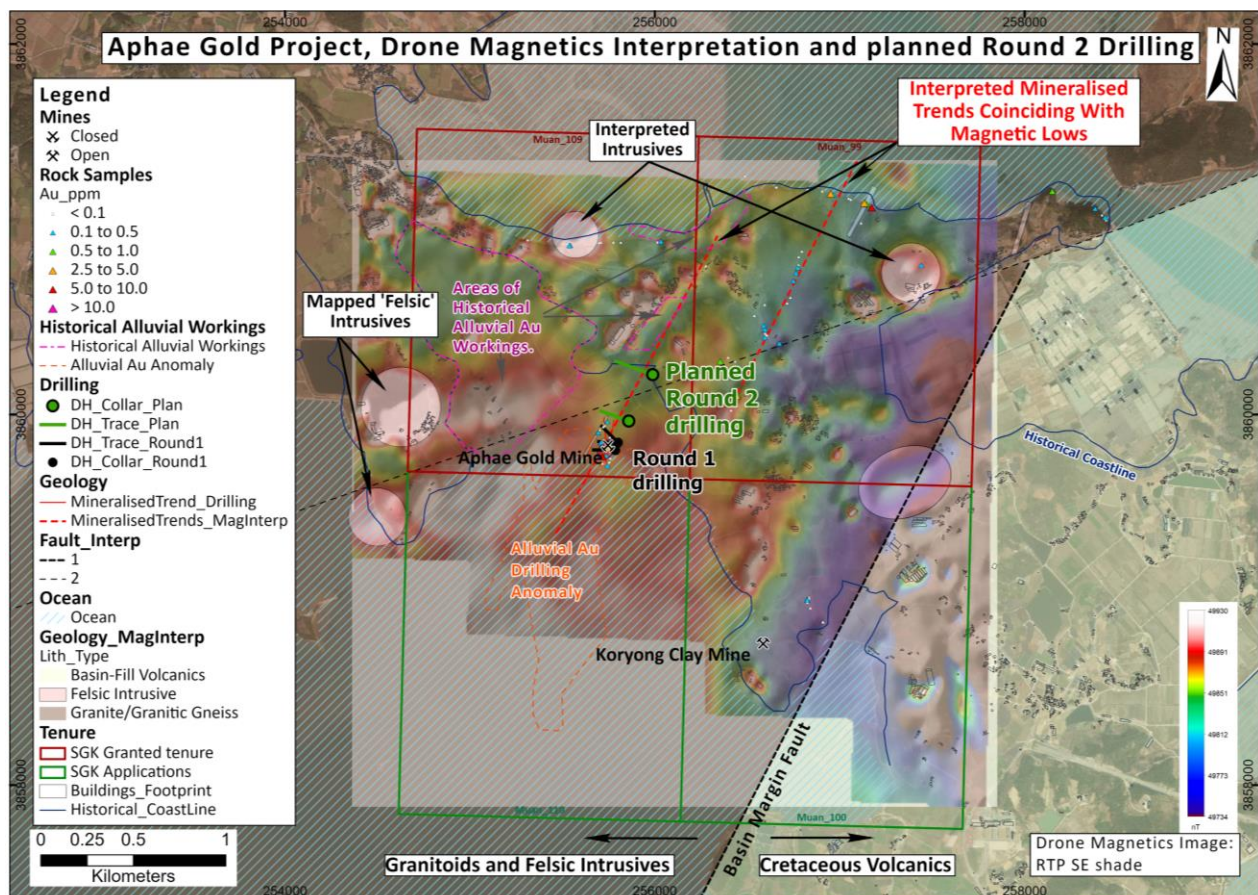 254000
256000
258000
3862000
3862000
Aphae Gold Project, Drone Magnetics Interpretation and planned Round 2 Drilling
N
Legend
Mines
Closed
Open
Rock Samples
Au_ppm
< 0.1
0.1 to 0.5
0.5 to 1.0
2.5 to 5.0
5.0 to 10.0
> 10.0
Historical Alluvial Workings
Historical Alluvial Workings
Alluvial Au Anomaly
Drilling
DH_Collar_Plan
DH_Trace_Plan
DH_Trace_Round1
DH_Collar_Round1
Geology
MineralisedTrend_Drilling
MineralisedTrends_MagInterp
Fault_Interp
1
2
Ocean
Ocean
Geology_MagInterp
Lith_Type
Basin-Fill Volcanics
Felsic Intrusive
Granite/Granitic Gneiss
Tenure
SGK Granted tenure
SGK Applications
Buildings_Footprint
Historical_CoastLine
0 0.25 0.5 1
Kilometers
Interpreted
Intrusives
Interpreted Mineralised
Trends Coinciding With
Magnetic Lows
Muan_109
Muan_99
Mapped 'Felsic'
Intrusives
Areas of
Historical
Alluvial Au
Workings.
Planned
Round 2
drilling
3860000
3860000
Aphae Gold Mine
Round 1
drilling
Historical Coastline
Alluvial Au
Drilling
Anomaly
Koryong Clay Mine
49930
49891
49851
49812
49773
49734
nT
3858000
3858000
Muan_110
Muan_100
Basin Margin Fault
Granitoids and Felsic Intrusives
Cretaceous Volcanics
Drone Magnetics Image:
RTP SE shade
254000
256000
258000